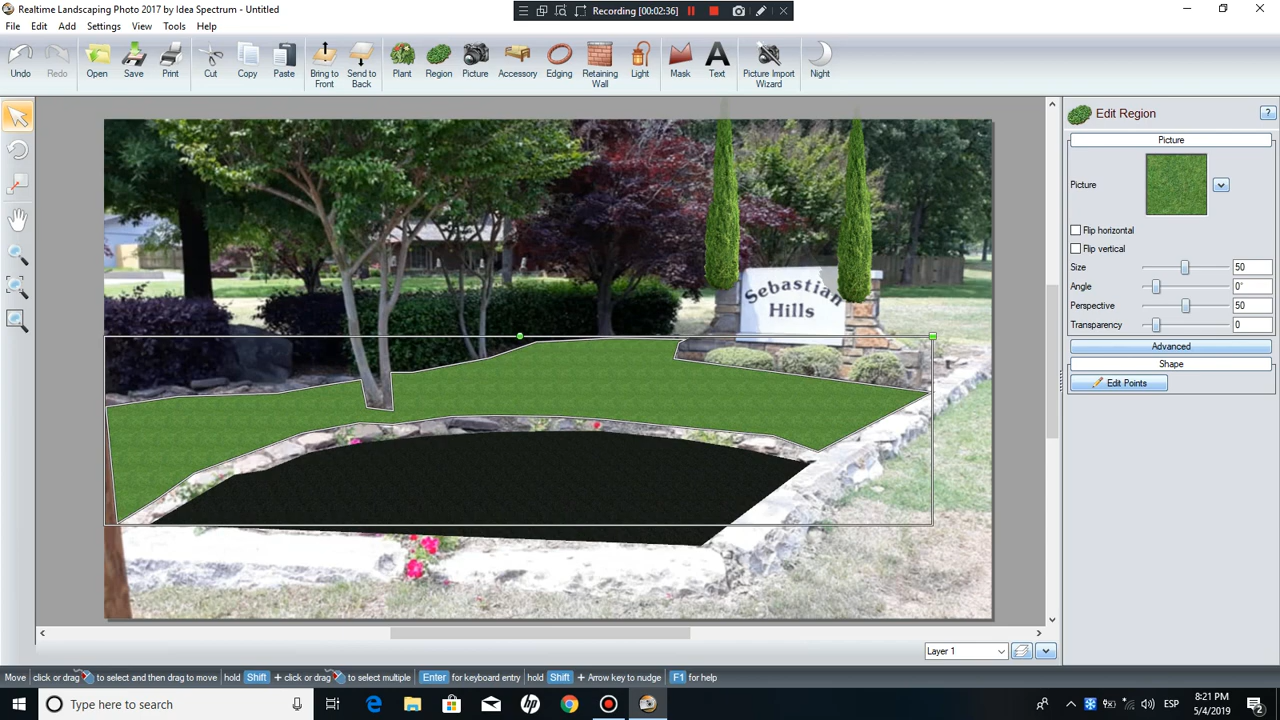 Realtime Landscaping Photo 2017 by Idea Spectrum - Untitled
Recording [00:02:36]
File Edit Add Settings View Tools Help
Undo Redo Open Save Print Cut Copy Paste Bring to Front Send to Back Plant Region Picture Accessory Edging Retaining Wall Light Mask Text Picture Import Wizard Night
Edit Region ?
Picture
Picture
Flip horizontal
Flip vertical
Size 50
Angle 0°
Perspective 50
Transparency 0
Advanced
Shape
Edit Points
Sebastian
Hills
Layer 1
Move click or drag to select and then drag to move hold Shift + click or drag to select multiple Enter for keyboard entry hold Shift + Arrow key to nudge F1 for help
Type here to search
hp
ESP
8:21 PM
5/4/2019
2